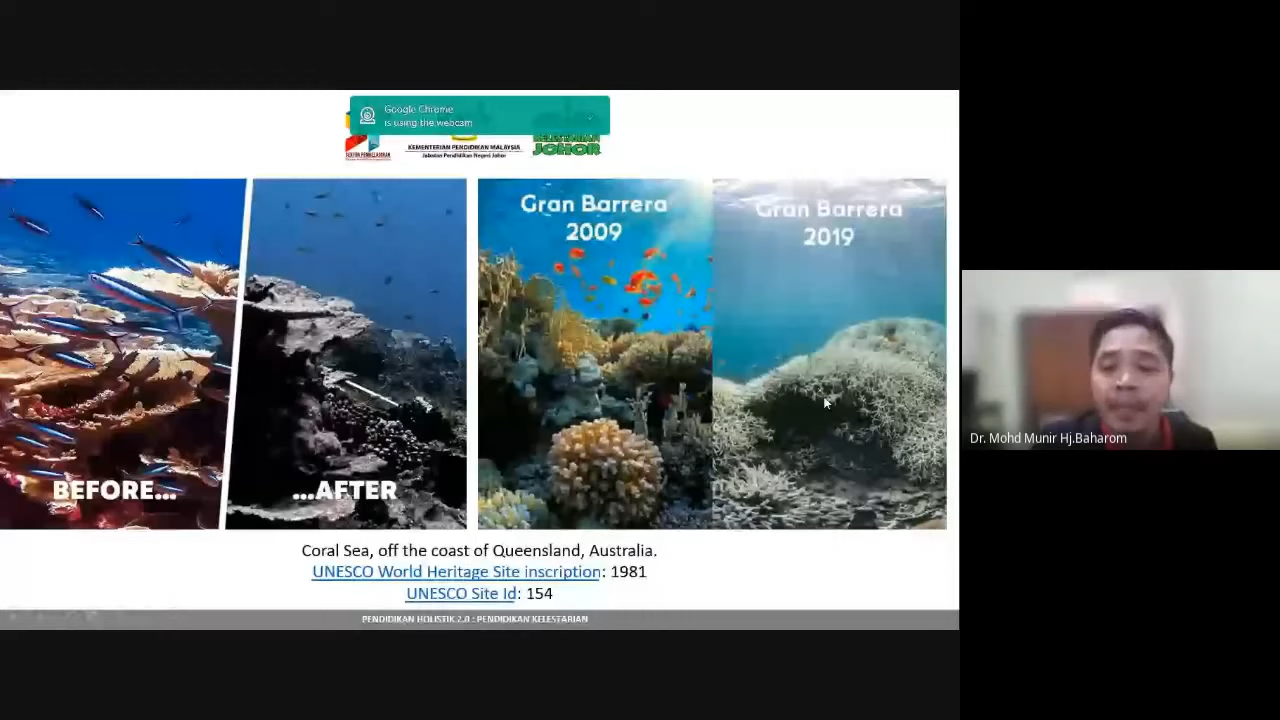 Google Chrome
is using the webcam
KEMENTERIAN PENDIDIKAN MALAYSIA
Jabatan Pendidikan Negeri Johor
JOHOR
BEFORE...
...AFTER
Gran Barrera
2009
Gran Barrera
2019
Coral Sea, off the coast of Queensland, Australia.
UNESCO World Heritage Site inscription: 1981
UNESCO Site Id: 154
PENDIDIKAN HOLISTIK 2.0 : PENDIDIKAN KELESTARIAN
Dr. Mohd Munir Hj.Baharom